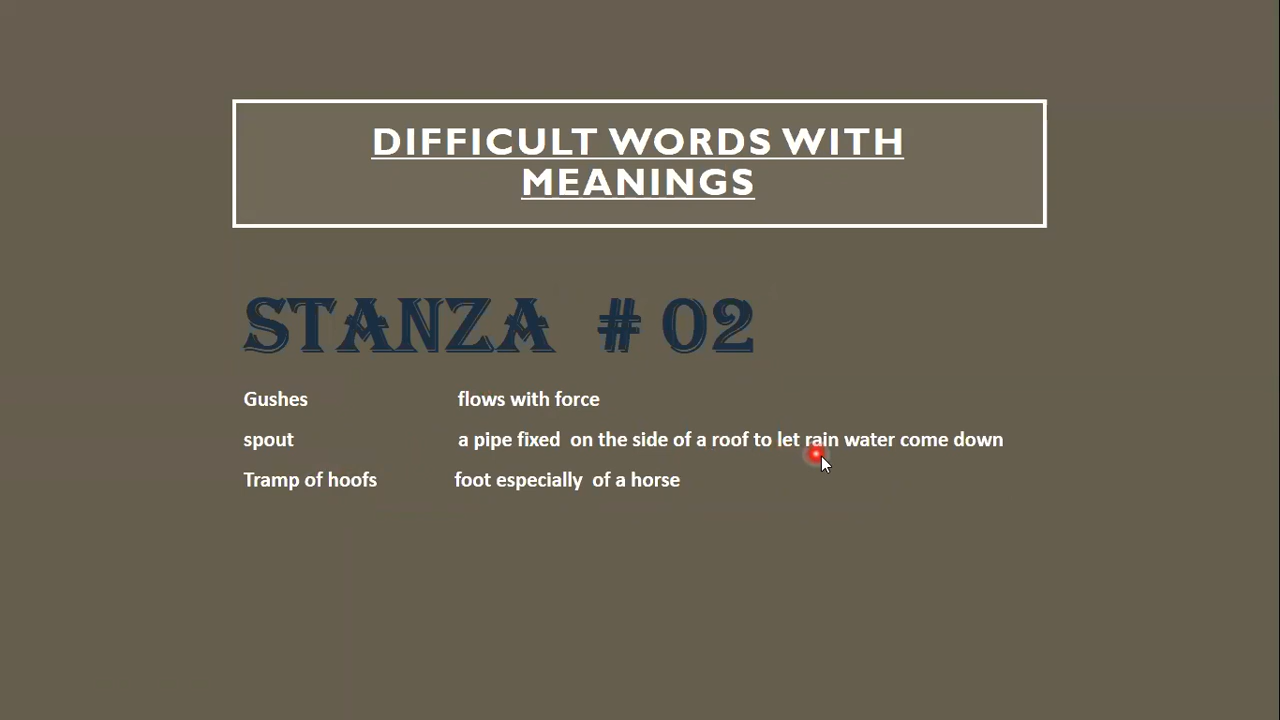 DIFFICULT WORDS WITH
MEANINGS
STANZA # 02
Gushes flows with force
spout a pipe fixed on the side of a roof to let rain water come down
Tramp of hoofs foot especially of a horse